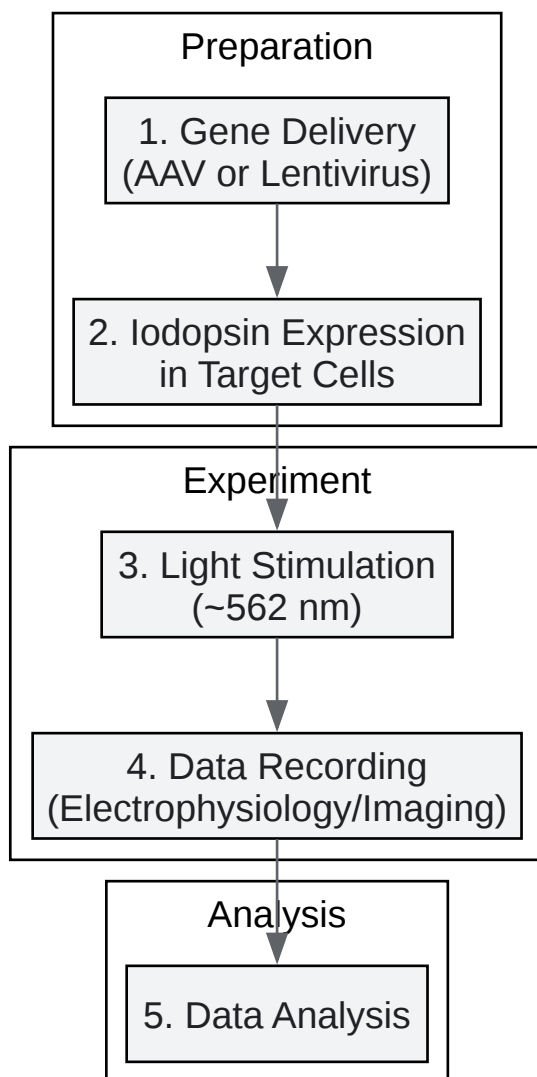 Preparation
1. Gene Delivery
(AAV or Lentivirus)
2. Iodopsin Expression
in Target Cells
Experiment
3. Light Stimulation
(~562 nm)
4. Data Recording
(Electrophysiology/Imaging)
Analysis
5. Data Analysis